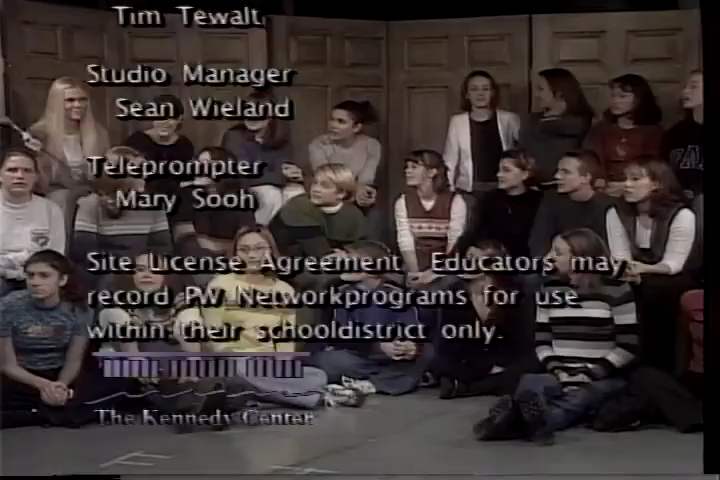 Tim Tewalt
Studio Manager
Sean Wieland
Teleprompter
Mary Sooh
Site License Agreement Educators may
record PW Networkprograms for use
within their schooldistrict only.
The Kennedy Center